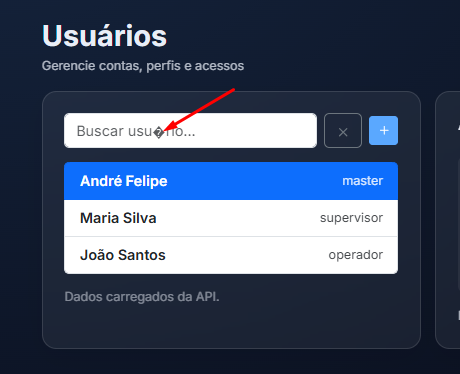 Usuários
Gerencie contas, perfis e acessos
Buscar usu�rio...
×
+
André Felipe master
Maria Silva supervisor
João Santos operador
Dados carregados da API.